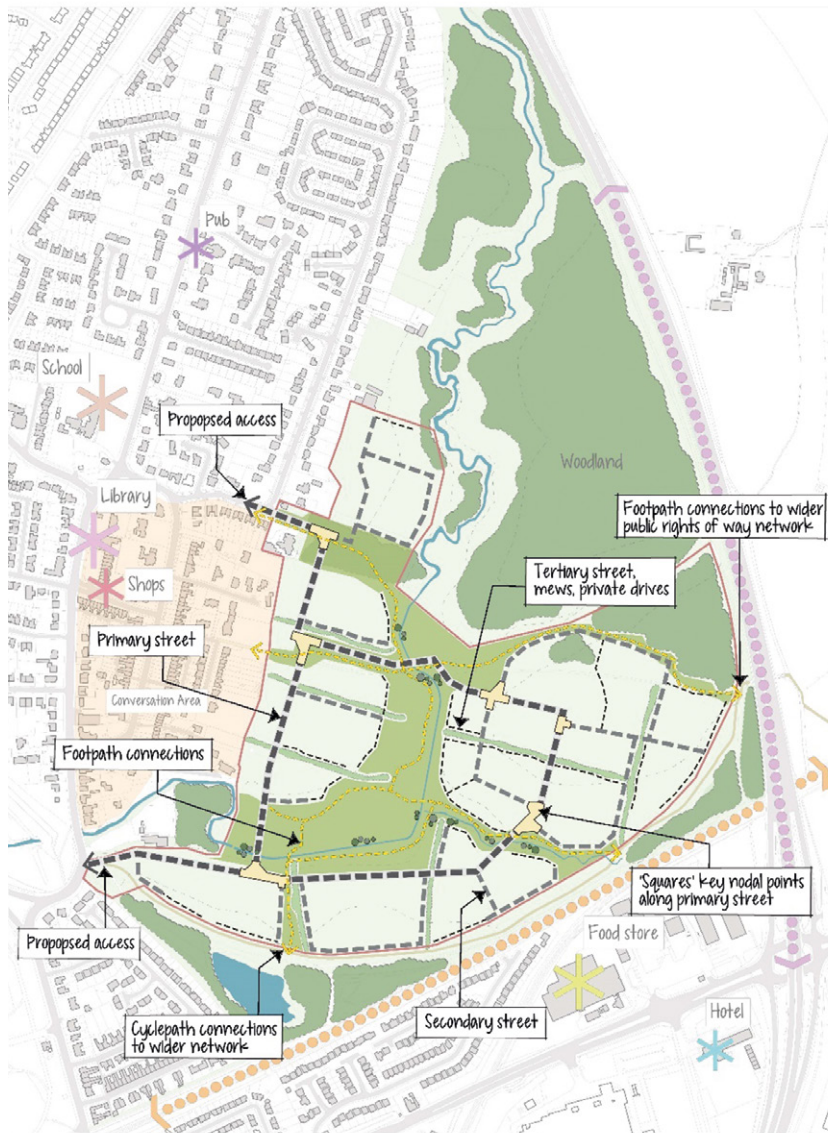 Pub
School
Propopsed access
Woodland
Library
Footpath connections to wider
public rights of way network
Shops
Tertiary street,
mews, private drives
Primary street
Conversation Area
Footpath connections
'Squares' key nodal points
along primary street
Propopsed access
Food store
Cyclepath connections
to wider network
Secondary street
Hotel